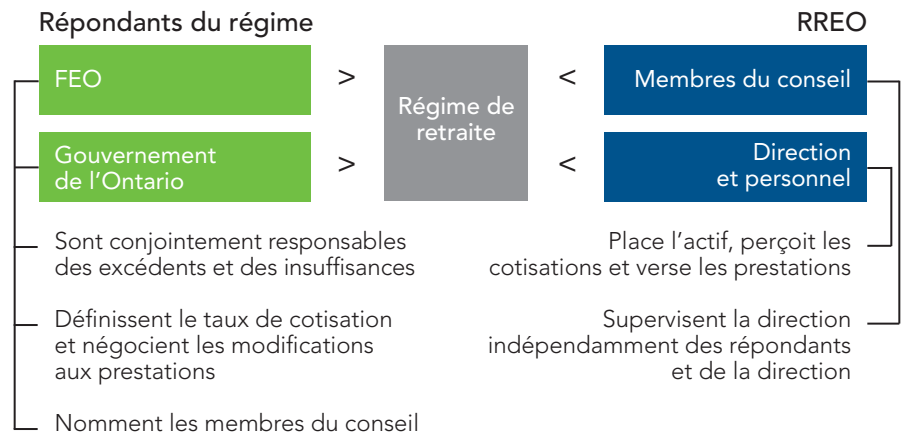 Répondants du régime
RREO
FEO
>
Régime de
retraite
<
Membres du conseil
Gouvernement
de l'Ontario
>
<
Direction
et personnel
Sont conjointement responsables
des excédents et des insuffisances
Définissent le taux de cotisation
et négocient les modifications
aux prestations
Nomment les membres du conseil
Place l'actif, perçoit les
cotisations et verse les prestations
Supervisent la direction
indépendamment des répondants
et de la direction